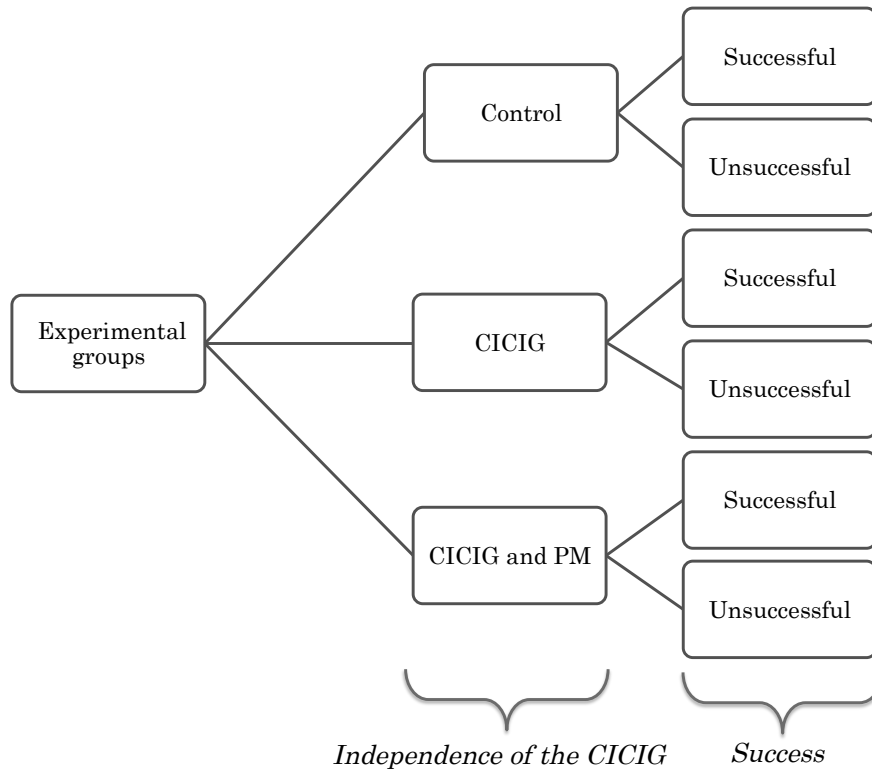 Experimental
groups
Control
CICIG
CICIG and PM
Successful
Unsuccessful
Successful
Unsuccessful
Successful
Unsuccessful
Independence of the CICIG
Success